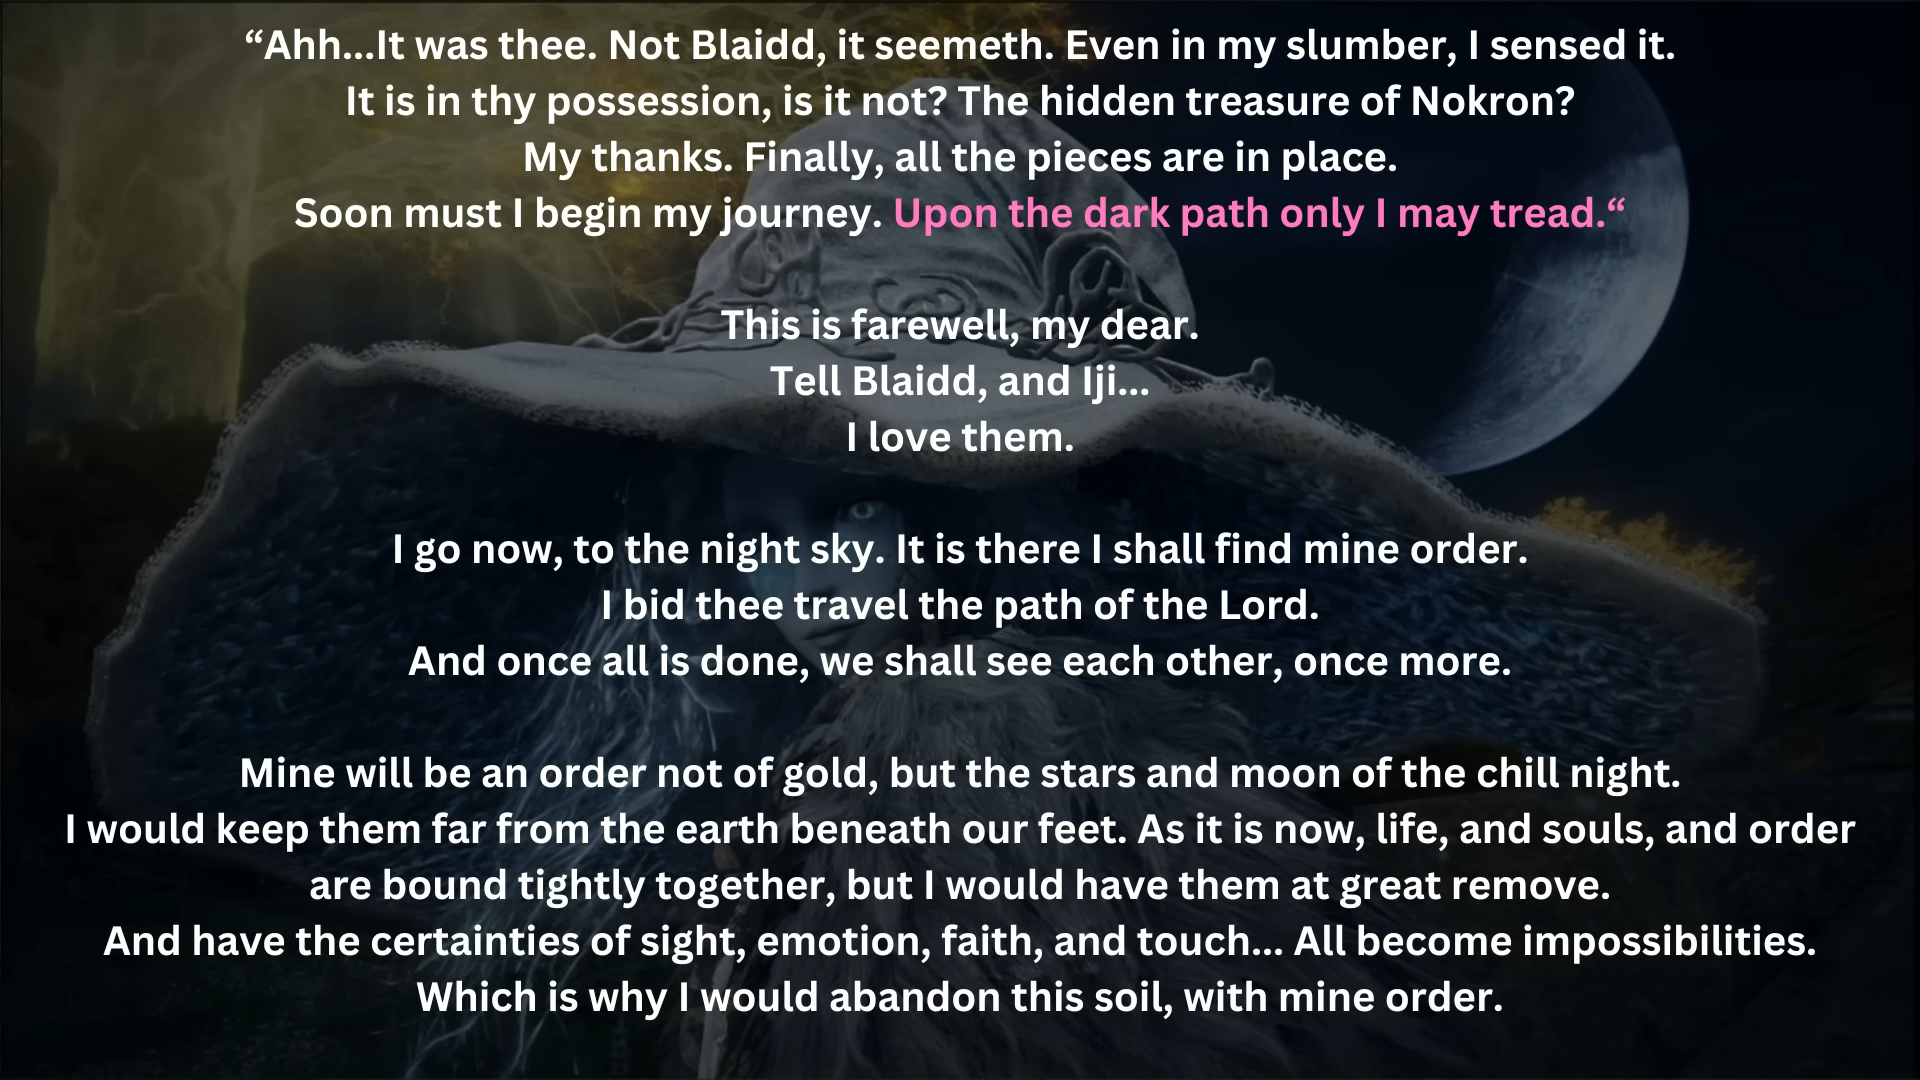 “Ahh...It was thee. Not Blaidd, it seemeth. Even in my slumber, I sensed it.
It is in thy possession, is it not? The hidden treasure of Nokron?
My thanks. Finally, all the pieces are in place.
Soon must I begin my journey. Upon the dark path only I may tread.“
This is farewell, my dear.
Tell Blaidd, and Iji...
I love them.
I go now, to the night sky. It is there I shall find mine order.
I bid thee travel the path of the Lord.
And once all is done, we shall see each other, once more.
Mine will be an order not of gold, but the stars and moon of the chill night.
I would keep them far from the earth beneath our feet. As it is now, life, and souls, and order
are bound tightly together, but I would have them at great remove.
And have the certainties of sight, emotion, faith, and touch... All become impossibilities.
Which is why I would abandon this soil, with mine order.